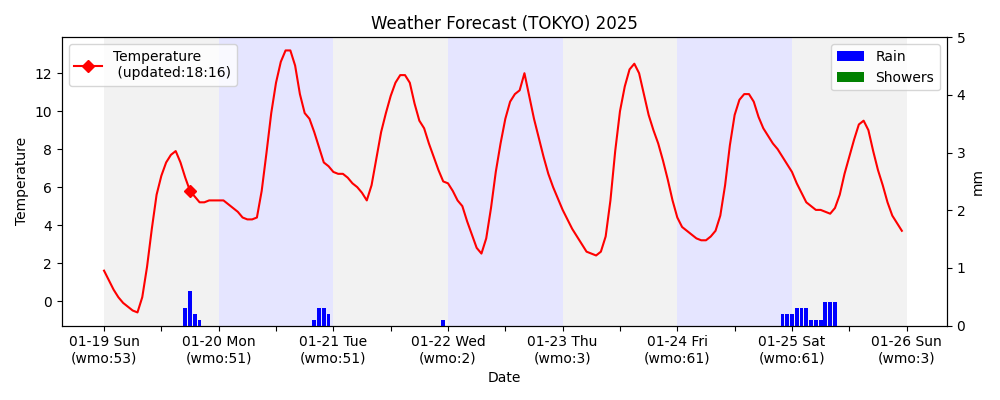 Weather Forecast (TOKYO) 2025
Temperature
(updated:18:16)
Rain
Showers
Temperature
12
10
8
6
4
2
0
5
4
3
2
1
0
mm
01-19 Sun
(wmo:53)
01-20 Mon
(wmo:51)
01-21 Tue
(wmo:51)
01-22 Wed
(wmo:2)
01-23 Thu
(wmo:3)
01-24 Fri
(wmo:61)
01-25 Sat
(wmo:61)
01-26 Sun
(wmo:3)
Date